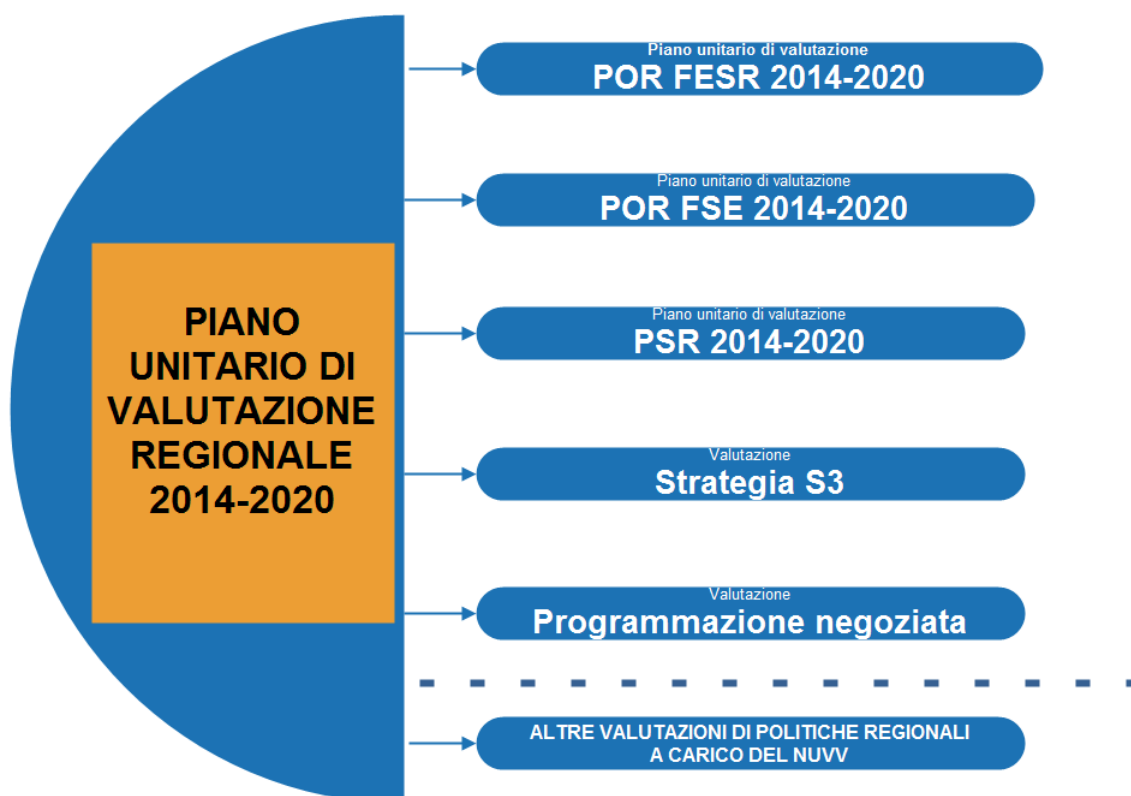 PIANO
UNITARIO DI
VALUTAZIONE
REGIONALE
2014-2020
Piano unitario di valutazione
POR FESR 2014-2020
Piano unitario di valutazione
POR FSE 2014-2020
Piano unitario di valutazione
PSR 2014-2020
Valutazione
Strategia S3
Valutazione
Programmazione negoziata
ALTRE VALUTAZIONI DI POLITICHE REGIONALI
A CARICO DEL NUVV